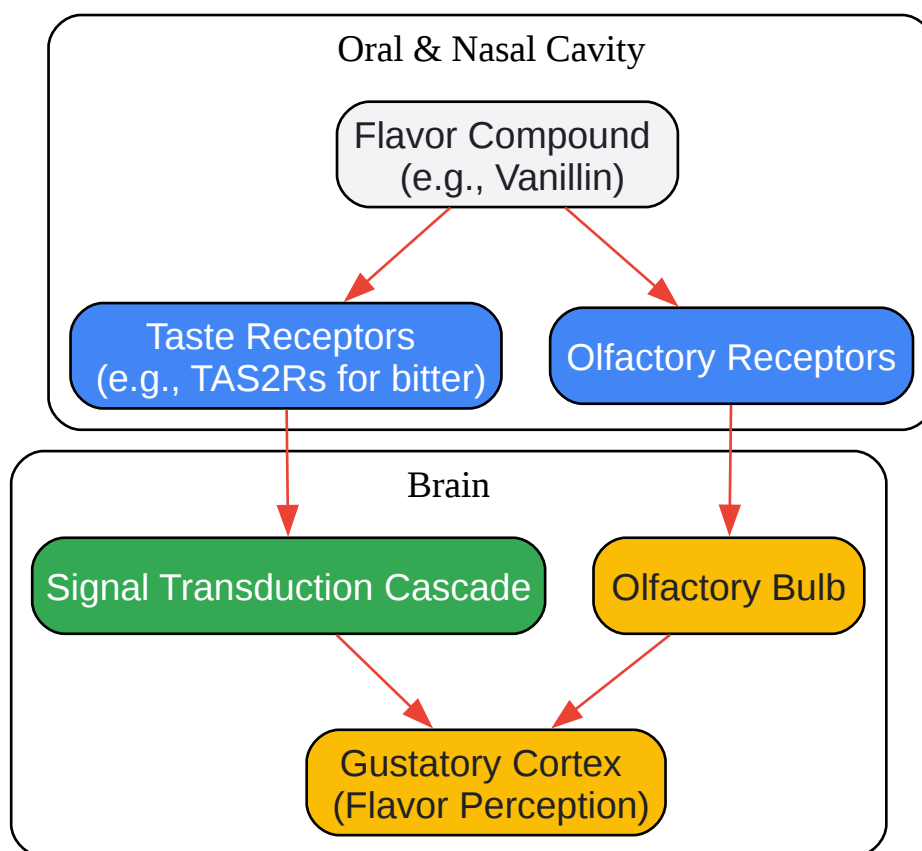 Oral & Nasal Cavity
Flavor Compound
(e.g., Vanillin)
Taste Receptors
(e.g., TAS2Rs for bitter)
Olfactory Receptors
Brain
Signal Transduction Cascade
Olfactory Bulb
Gustatory Cortex
(Flavor Perception)